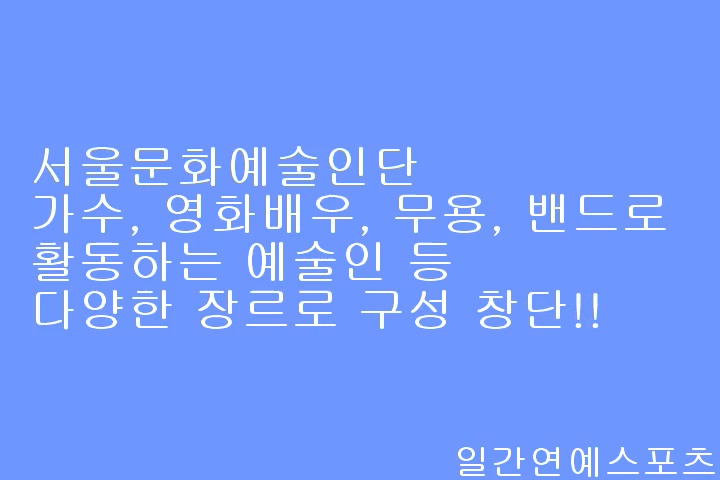 서울문화예술인단
가수, 영화배우, 무용, 밴드로
활동하는 예술인 등
다양한 장르로 구성 창단!!
일간연예스포츠